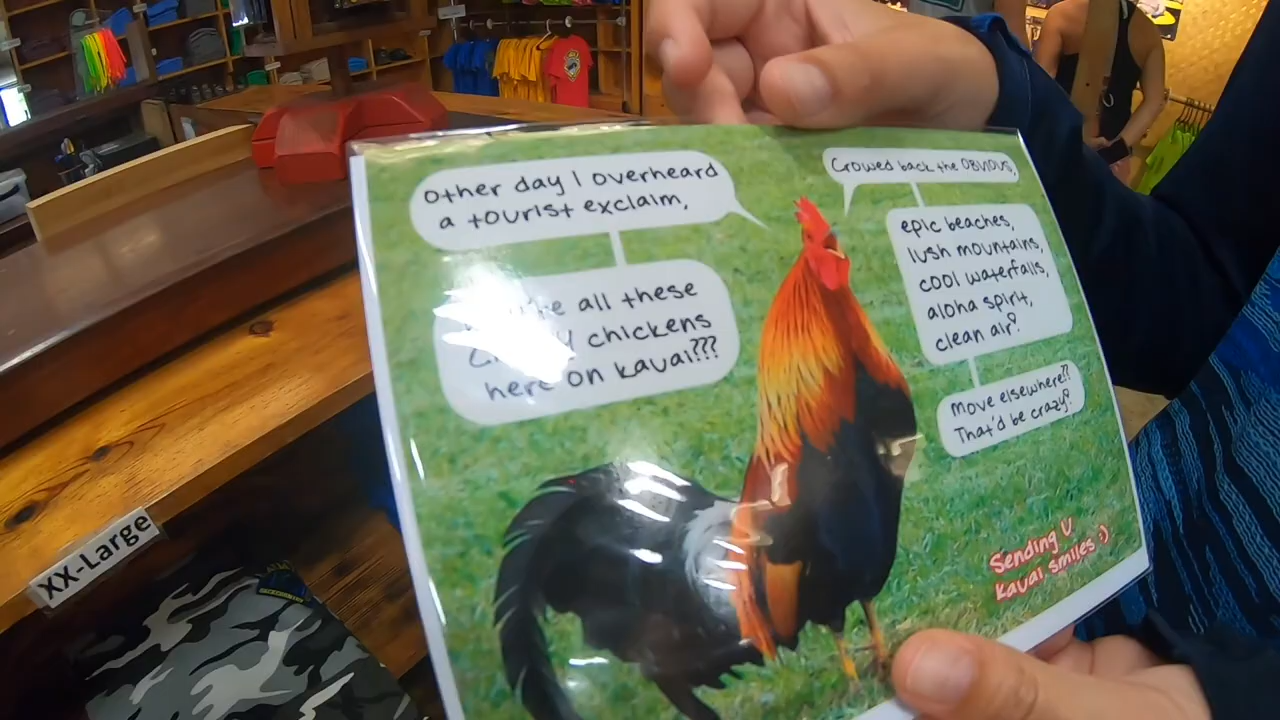 other day I overheard
a tourist exclaim,
all these
chickens
here on kauai???
Crowed back the OBVIOUS,
epic beaches,
lush mountains,
cool waterfalls,
aloha spirit,
clean air?
Move elsewhere??
That'd be crazy?
Sending U
kauai smiles :)
XX-Large